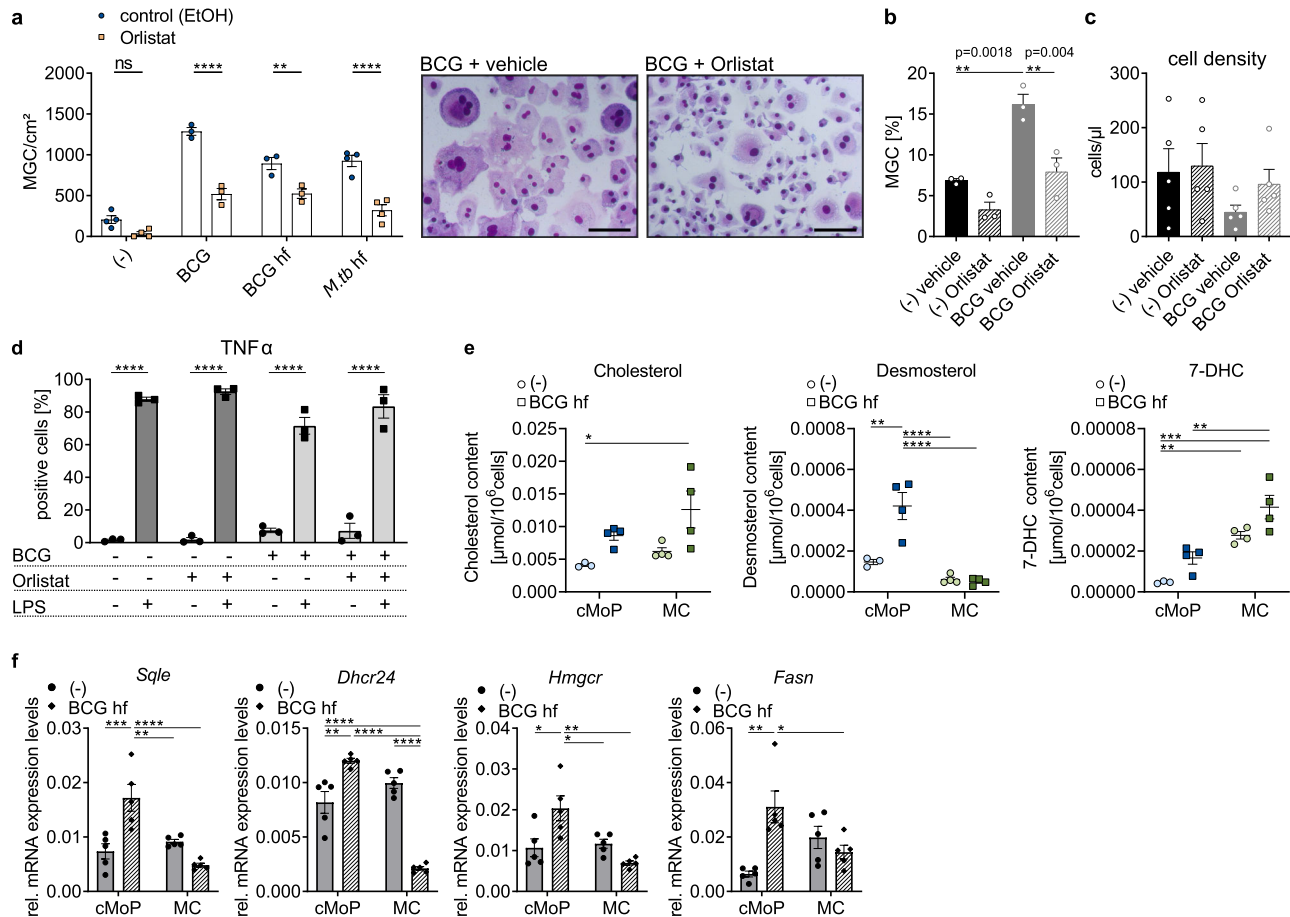 a
control (EtOH)
Orlistat
ns
****
**
****
2000
1500
1000
500
0
MGC/cm²
(-)
BCG
BCG hf
M.tb hf
BCG + vehicle
BCG + Orlistat
b
p=0.0018 p=0.004
** **
20
15
10
5
0
MGC [%]
(-) vehicle
(-) Orlistat
BCG vehicle
BCG Orlistat
c
cell density
300
200
100
0
cells/µl
(-) vehicle
(-) Orlistat
BCG vehicle
BCG Orlistat
d
TNFα
**** **** **** ****
100
80
60
40
20
0
positive cells [%]
BCG - - - - + + + +
Orlistat - - + + - - + +
LPS - + - + - + - +
e
Cholesterol
(-)
BCG hf
*
0.025
0.020
0.015
0.010
0.005
0.000
Cholesterol content
[µmol/10⁶cells]
cMoP MC
Desmosterol
(-)
BCG hf
**
****
****
0.0008
0.0006
0.0004
0.0002
0.0000
Desmosterol content
[µmol/10⁶cells]
cMoP MC
7-DHC
(-)
BCG hf
**
***
**
0.00008
0.00006
0.00004
0.00002
0.00000
7-DHC content
[µmol/10⁶cells]
cMoP MC
f
Sqle
(-)
BCG hf
*** ****
**
0.03
0.02
0.01
0.00
rel. mRNA expression levels
cMoP MC
Dhcr24
(-)
BCG hf
****
** ****
****
0.015
0.010
0.005
0.000
rel. mRNA expression levels
cMoP MC
Hmgcr
(-)
BCG hf
* **
*
0.04
0.03
0.02
0.01
0.00
rel. mRNA expression levels
cMoP MC
Fasn
(-)
BCG hf
** *
0.06
0.04
0.02
0.00
rel. mRNA expression levels
cMoP MC